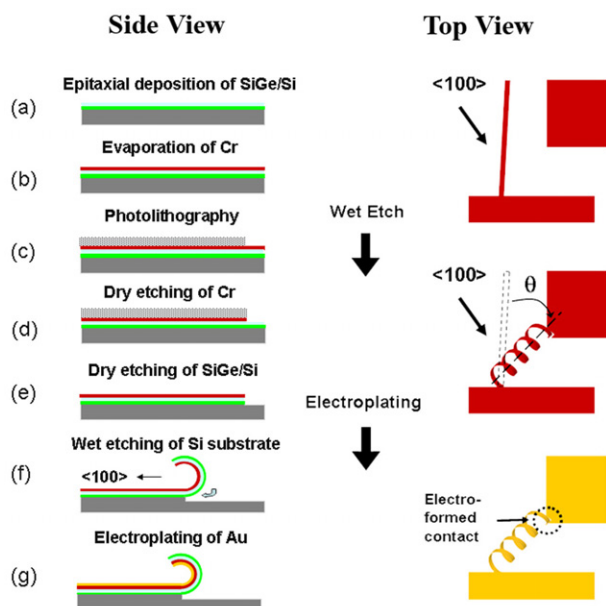 Side View
Top View
(a)
Epitaxial deposition of SiGe/Si
(b)
Evaporation of Cr
(c)
Photolithography
(d)
Dry etching of Cr
(e)
Dry etching of SiGe/Si
(f)
Wet etching of Si substrate
<100>
(g)
Electroplating of Au
<100>
Wet Etch
<100>
θ
Electroplating
Electro-
formed
contact